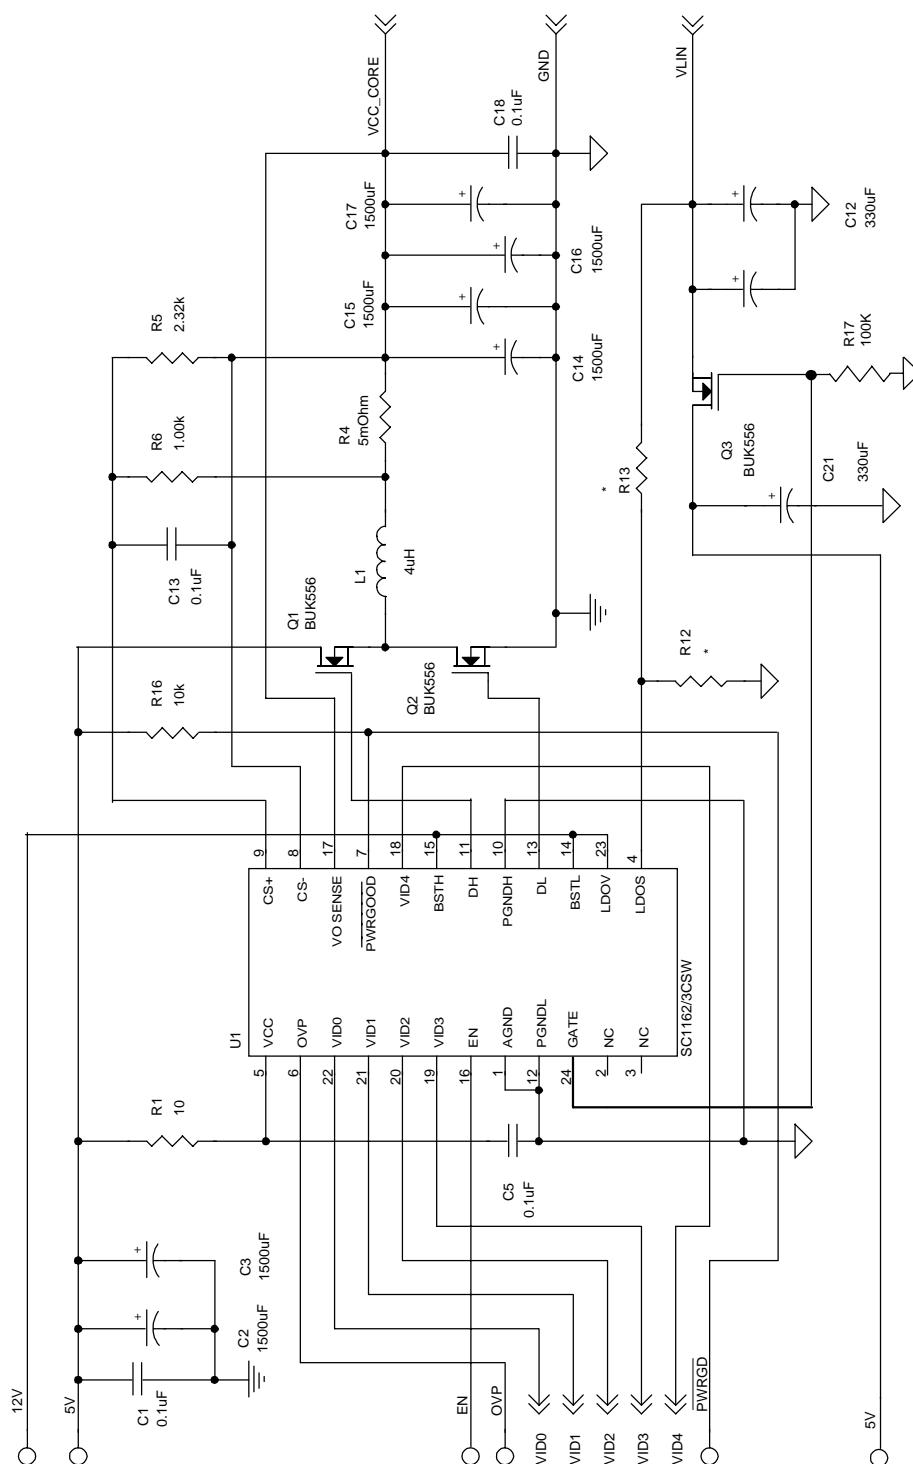 12V
5V
C1
0.1uF
C2
1500uF
C3
1500uF
+
+
EN
OVP
VID0
VID1
VID2
VID3
VID4
PWRGD
5V
R1
10
C5
0.1uF
U1
SC1162/3CSW
5
VCC
6
OVP
22
VID0
21
VID1
20
VID2
19
VID3
16
EN
1
AGND
12
PGNDL
24
GATE
2
NC
3
NC
CS+
9
CS-
8
VO SENSE
17
PWRGOOD
7
VID4
18
BSTH
15
DH
11
PGNDH
10
DL
13
BSTL
14
LDOV
23
LDOS
4
R16
10k
C13
0.1uF
R6
1.00k
R5
2.32k
Q1
BUK556
Q2
BUK556
L1
4uH
R4
5mOhm
C14
1500uF
+
C15
1500uF
+
C16
1500uF
+
C17
1500uF
+
C18
0.1uF
VCC_CORE
GND
VLIN
R12
*
R13
*
Q3
BUK556
C21
330uF
+
R17
100K
C12
330uF
+
+